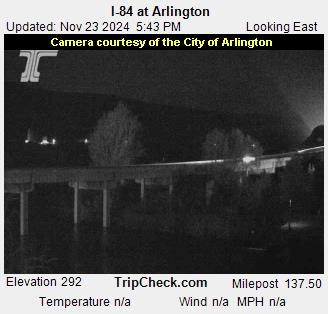 I-84 at Arlington
Updated: Nov 23 2024 5:43 PM Looking East
Camera courtesy of the City of Arlington
Elevation 292 TripCheck.com Milepost 137.50
Temperature n/a Wind n/a MPH n/a